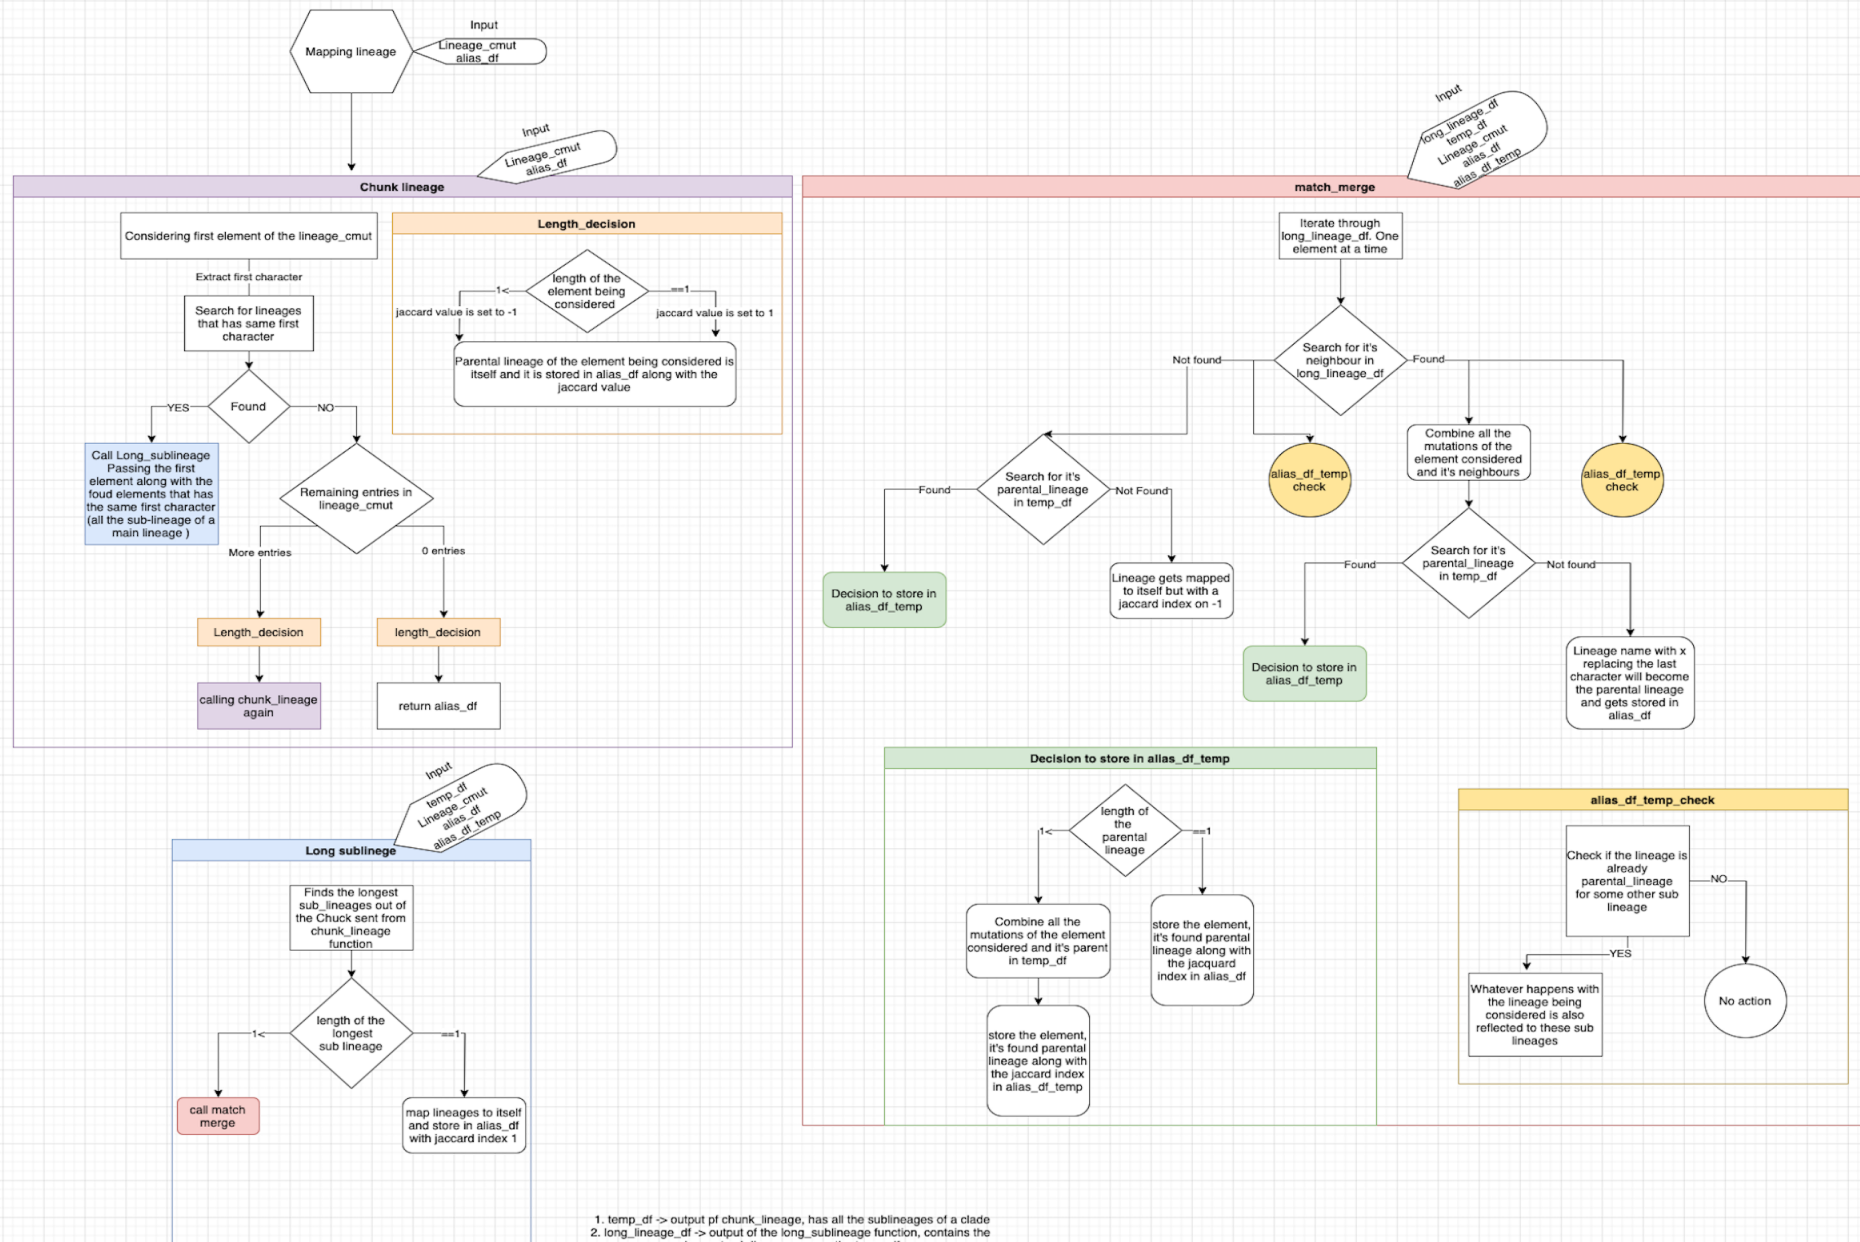 Mapping lineage
Input
Lineage_cmut
alias_df
Input
Lineage_cmut
alias_df
Chunk lineage
Considering first element of the lineage_cmut
Extract first character
Search for lineages
that has same first
character
Found
YES
NO
Call Long_sublineage
Passing the first
element along with the
foud elements that has
the same first character
(all the sub-lineage of a
main lineage )
Remaining entries in
lineage_cmut
More entries
0 entries
Length_decision
length_decision
calling chunk_lineage
again
return alias_df
Length_decision
length of the
element being
considered
1<
==1
jaccard value is set to -1
jaccard value is set to 1
Parental lineage of the element being considered is
itself and it is stored in alias_df along with the
jaccard value
Input
temp_df
Lineage_cmut
alias_df
alias_df_temp
Long sublinege
Finds the longest
sub_lineages out of
the Chuck sent from
chunk_lineage
function
length of the
longest
sub lineage
1<
==1
call match
merge
map lineages to itself
and store in alias_df
with jaccard index 1
Input
long_lineage_df
temp_df
Lineage_cmut
alias_df
alias_df_temp
match_merge
Iterate through
long_lineage_df. One
element at a time
Search for it's
neighbour in
long_lineage_df
Not found
Found
Search for it's
parental_lineage
in temp_df
Found
Not Found
Decision to store in
alias_df_temp
Lineage gets mapped
to itself but with a
jaccard index on -1
alias_df_temp
check
Combine all the
mutations of the
element considered
and it's neighbours
alias_df_temp
check
Search for it's
parental_lineage
in temp_df
Found
Not found
Decision to store in
alias_df_temp
Lineage name with x
replacing the last
character will become
the parental lineage
and gets stored in
alias_df
Decision to store in alias_df_temp
length of
the
parental
lineage
1<
==1
Combine all the
mutations of the element
considered and it's parent
in temp_df
store the element,
it's found parental
lineage along with
the jacquard
index in alias_df
store the element,
it's found parental
lineage along with
the jaccard index
in alias_df_temp
alias_df_temp_check
Check if the lineage is
already
parental_lineage
for some other sub
lineage
NO
YES
Whatever happens with
the lineage being
considered is also
reflected to these sub
lineages
No action
1. temp_df -> output pf chunk_lineage, has all the sublineages of a clade
2. long_lineage_df -> output of the long_sublineage function, contains the